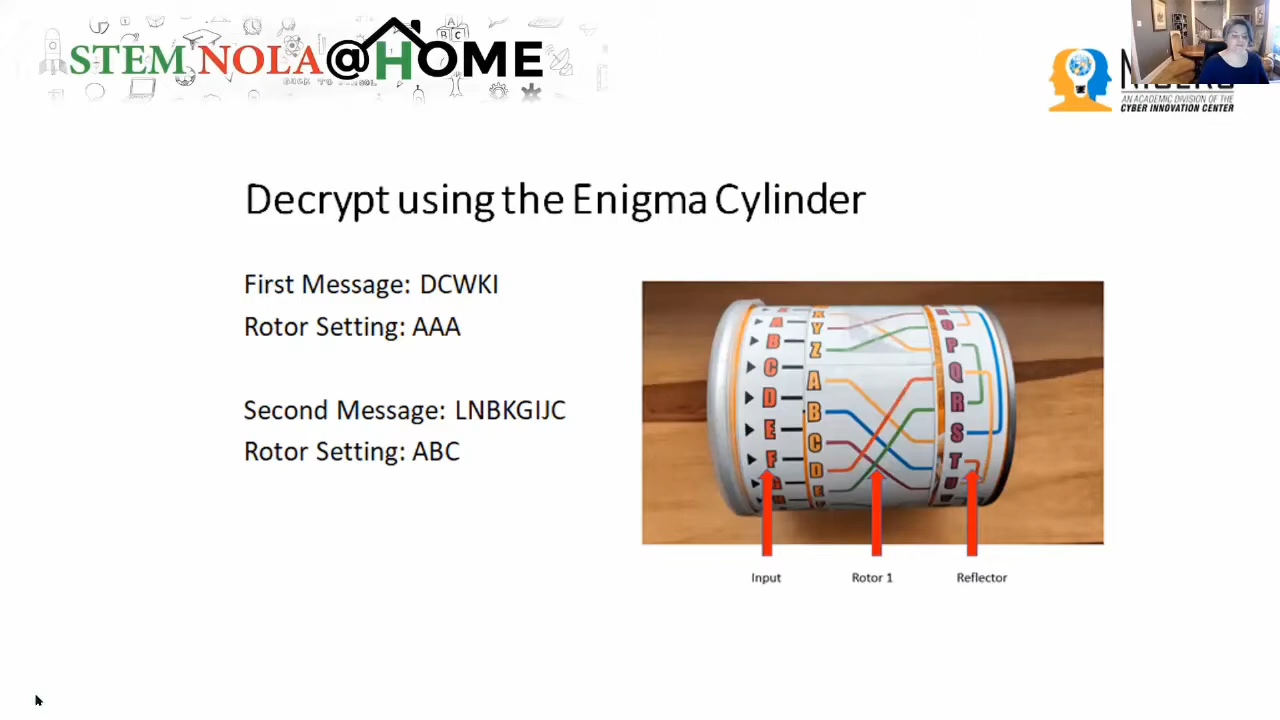 STEM NOLA@HOME
AN ACADEMIC DIVISION OF THE
CYBER INNOVATION CENTER
Decrypt using the Enigma Cylinder
First Message: DCWKI
Rotor Setting: AAA
Second Message: LNBKGIJC
Rotor Setting: ABC
A B C D E F G
Y Z A B C D E
O P Q R S T U
Input
Rotor 1
Reflector